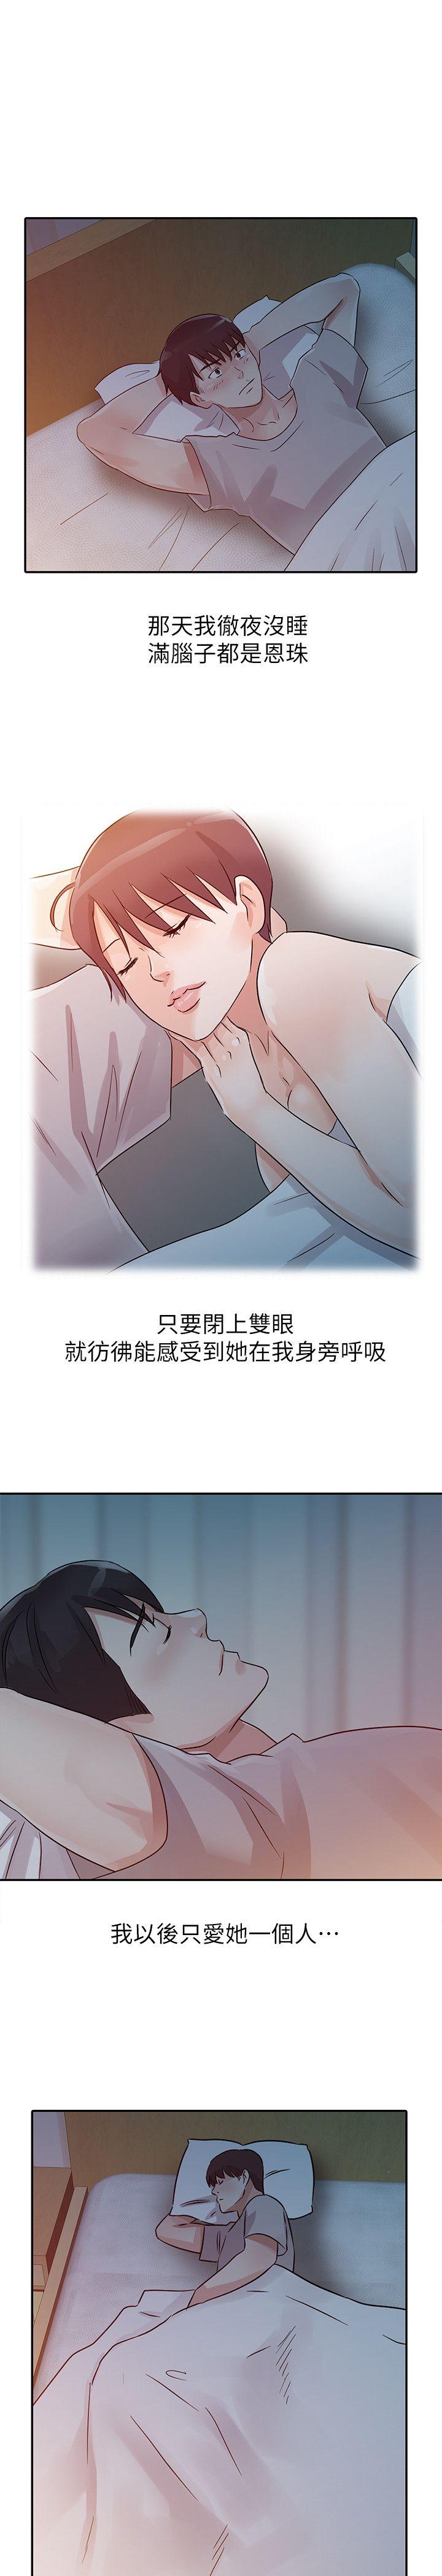 那天我徹夜沒睡
滿腦子都是恩珠
只要閉上雙眼
就彷彿能感受到她在我身旁呼吸
我以後只愛她一個人⋯